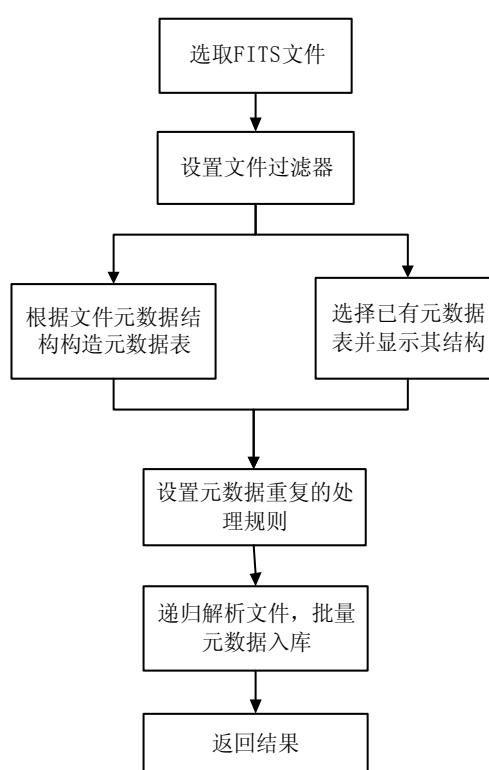 选取FITS文件
设置文件过滤器
根据文件元数据结
构构造元数据表
选择已有元数据
表并显示其结构
设置元数据重复的处
理规则
递归解析文件，批量
元数据入库
返回结果